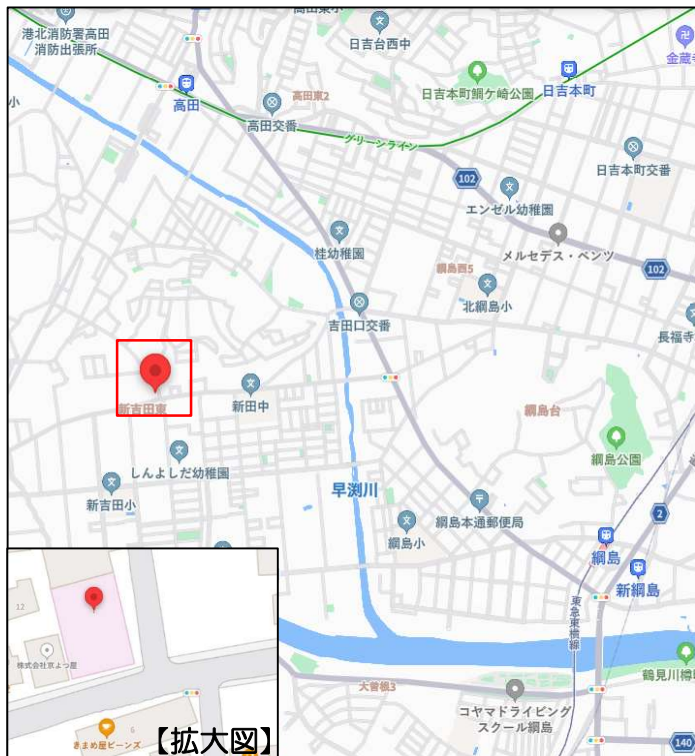 高田東小
港北消防署高田
消防出張所
日吉台西中
金蔵寺
高田
高田東2
日吉本町鯛ケ崎公園
日吉本町
小
高田交番
グリーンライン
日吉本町交番
102
エンゼル幼稚園
桂幼稚園
メルセデス・ベンツ
綱島西5
102
北綱島小
吉田口交番
長福寺
新吉田東
新田中
綱島台
綱島公園
しんよしだ幼稚園
新吉田小
早渕川
綱島本通郵便局
2
綱島小
綱島
新綱島
東急東横線
鶴見川樽
大曽根3
コヤマドライビング
スクール綱島
140
12
株式会社京よつ屋
6
きまめ屋ビーンズ
【拡大図】